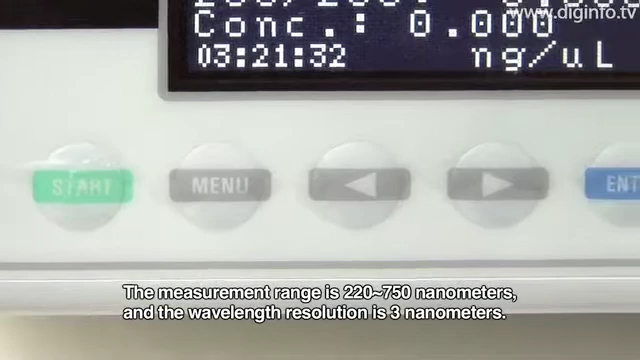 www.diginfo.tv
Conc.: 0.000
03:21:32 ng/uL
START MENU ENT
The measurement range is 220~750 nanometers,
and the wavelength resolution is 3 nanometers.